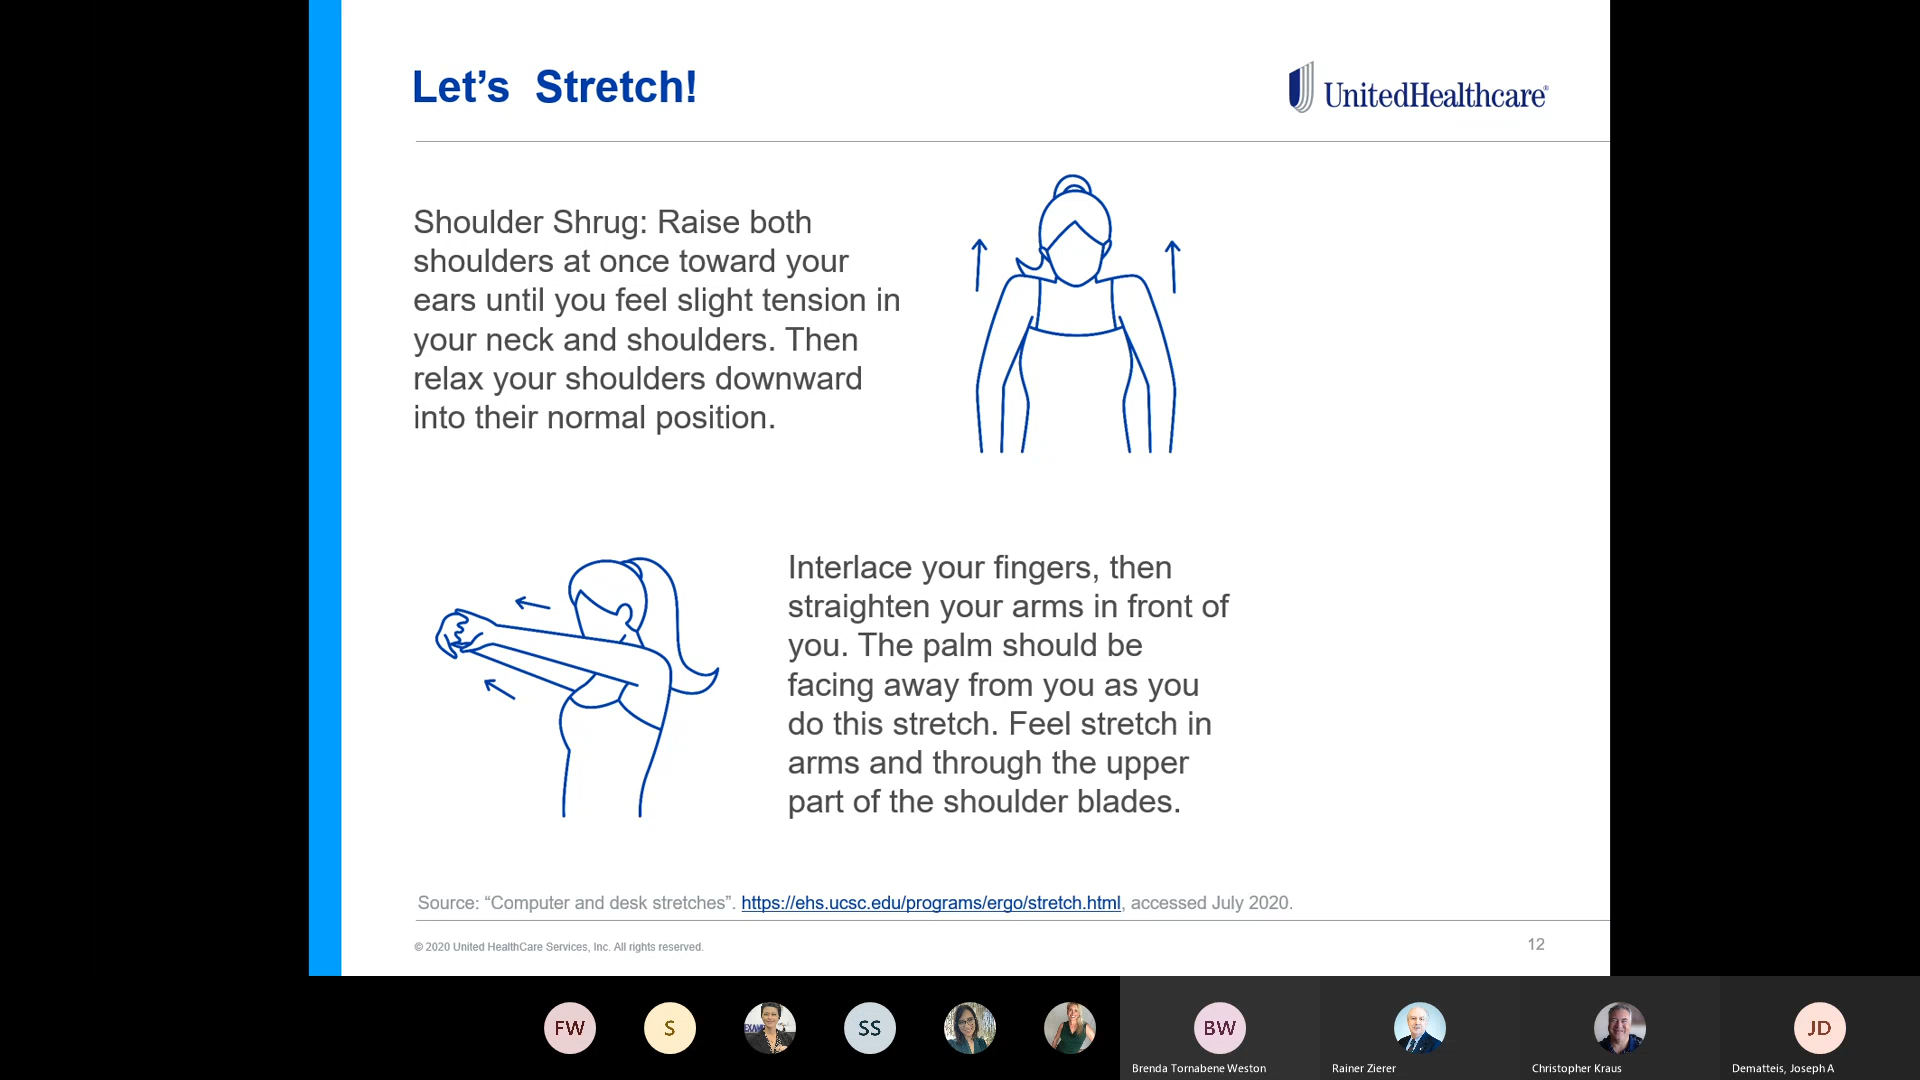 Let’s Stretch!
UnitedHealthcare®
Shoulder Shrug: Raise both
shoulders at once toward your
ears until you feel slight tension in
your neck and shoulders. Then
relax your shoulders downward
into their normal position.
Interlace your fingers, then
straighten your arms in front of
you. The palm should be
facing away from you as you
do this stretch. Feel stretch in
arms and through the upper
part of the shoulder blades.
Source: “Computer and desk stretches”. https://ehs.ucsc.edu/programs/ergo/stretch.html, accessed July 2020.
© 2020 United HealthCare Services, Inc. All rights reserved.
12
FW
S
SS
BW
JD
Brenda Tornabene Weston
Rainer Zierer
Christopher Kraus
Dematteis, Joseph A